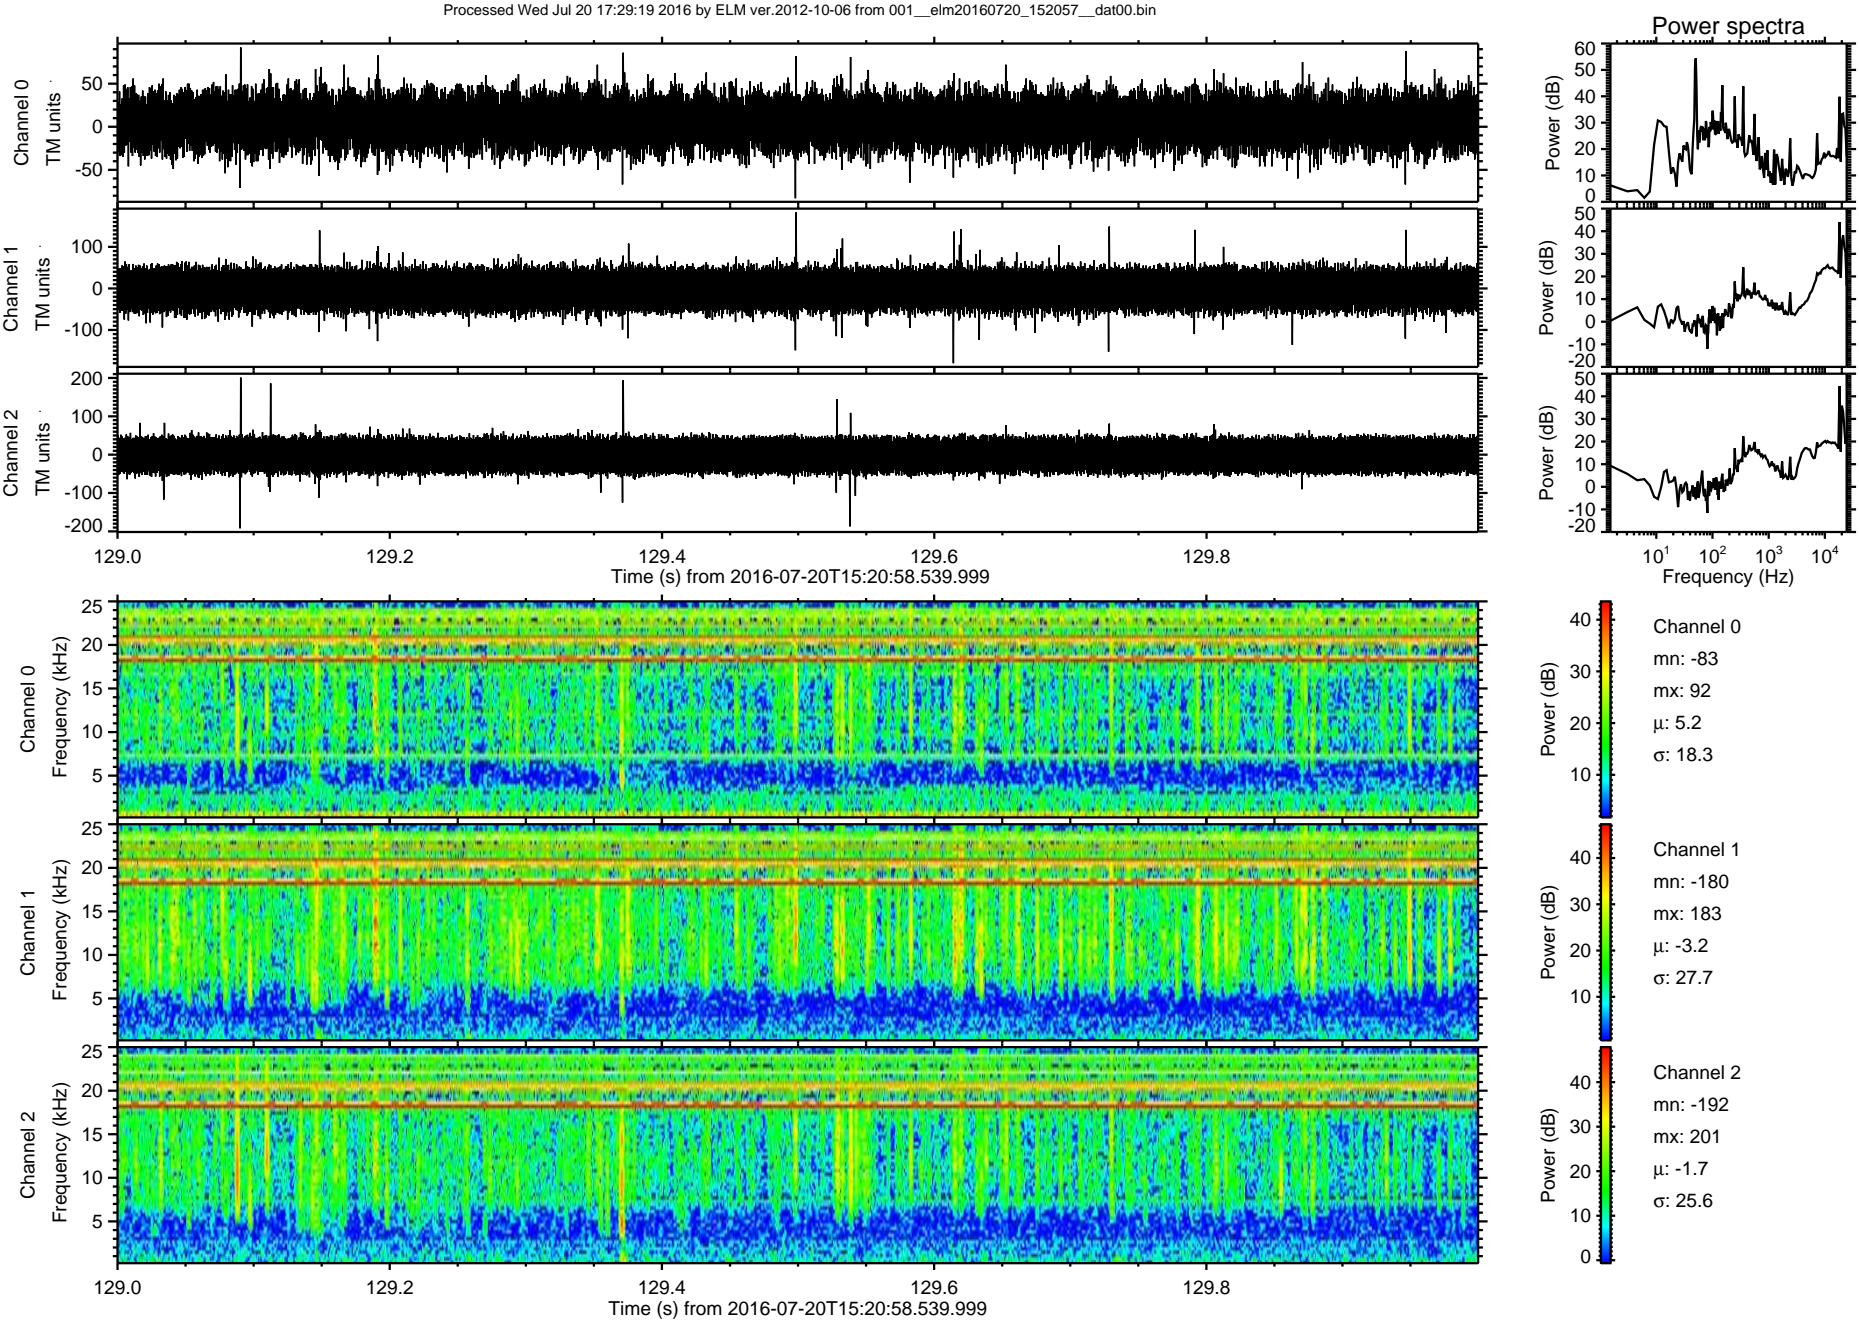 Processed Wed Jul 20 17:29:19 2016 by ELM ver.2012-10-06 from 001__elm20160720_152057__dat00.bin
Power spectra
Channel 0
TM units
50
0
-50
Power (dB)
60
50
40
30
20
10
0
Channel 1
TM units
100
0
-100
Power (dB)
50
40
30
20
10
0
-10
-20
Channel 2
TM units
200
100
0
-100
-200
Power (dB)
50
40
30
20
10
0
-10
-20
129.0 129.2 129.4 129.6 129.8
Time (s) from 2016-07-20T15:20:58.539.999
10^1 10^2 10^3 10^4
Frequency (Hz)
Channel 0
Frequency (kHz)
25
20
15
10
5
Power (dB)
40
30
20
10
Channel 0
mn: -83
mx: 92
μ: 5.2
σ: 18.3
Channel 1
Frequency (kHz)
25
20
15
10
5
Power (dB)
40
30
20
10
Channel 1
mn: -180
mx: 183
μ: -3.2
σ: 27.7
Channel 2
Frequency (kHz)
25
20
15
10
5
Power (dB)
40
30
20
10
0
Channel 2
mn: -192
mx: 201
μ: -1.7
σ: 25.6
129.0 129.2 129.4 129.6 129.8
Time (s) from 2016-07-20T15:20:58.539.999